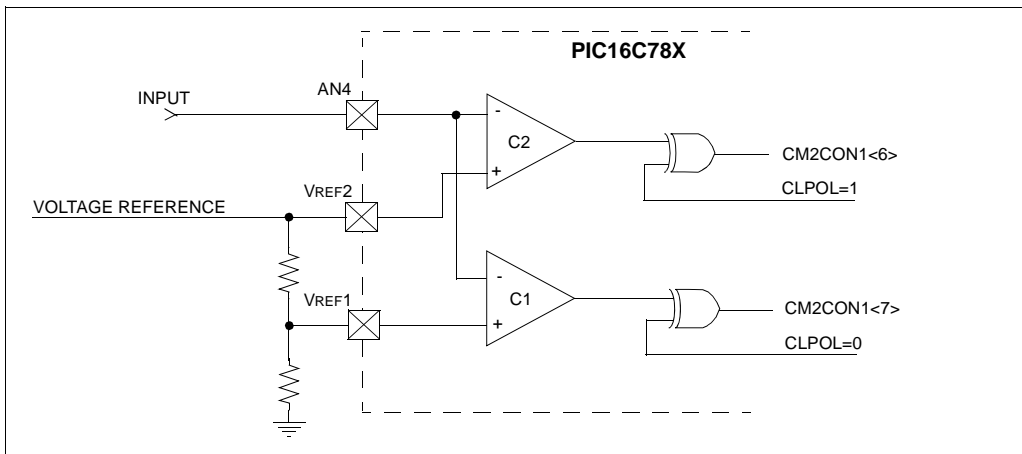 PIC16C78X
INPUT
AN4
-
C2
+
CM2CON1<6>
CLPOL=1
VREF2
VOLTAGE REFERENCE
-
C1
+
CM2CON1<7>
CLPOL=0
VREF1